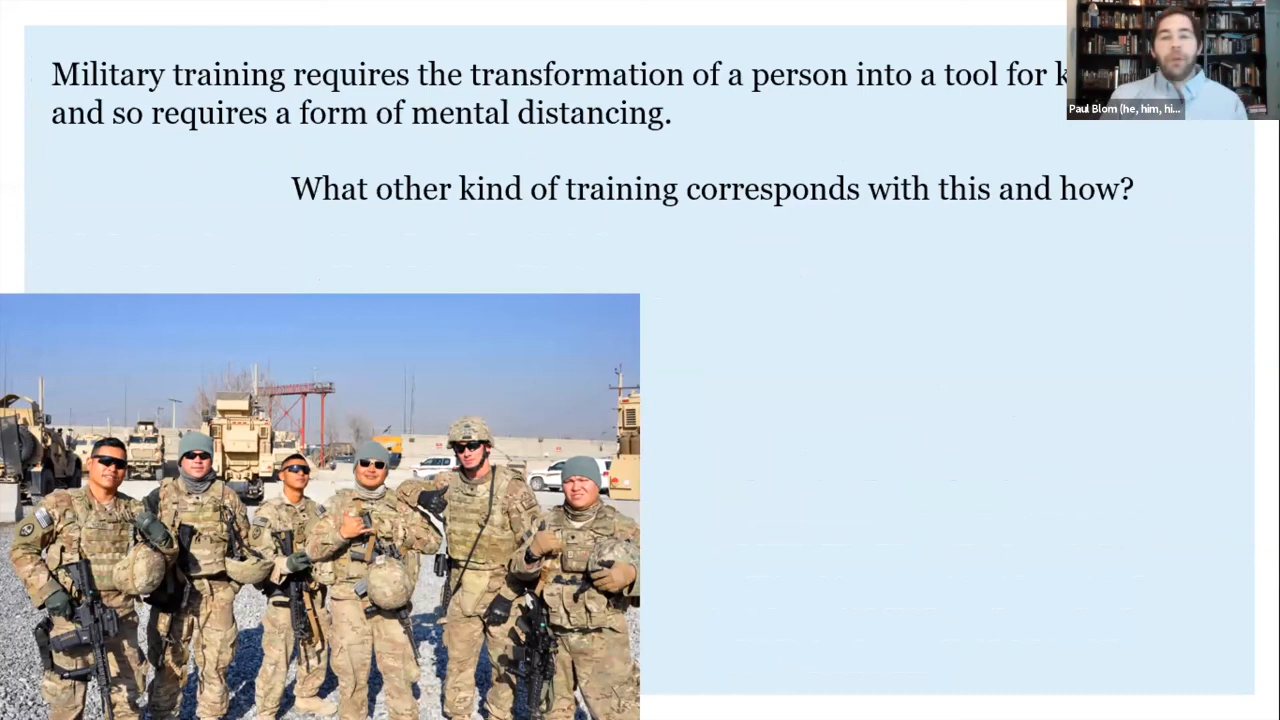 Military training requires the transformation of a person into a tool for
and so requires a form of mental distancing.
What other kind of training corresponds with this and how?
Paul Blom (he, him, hi...